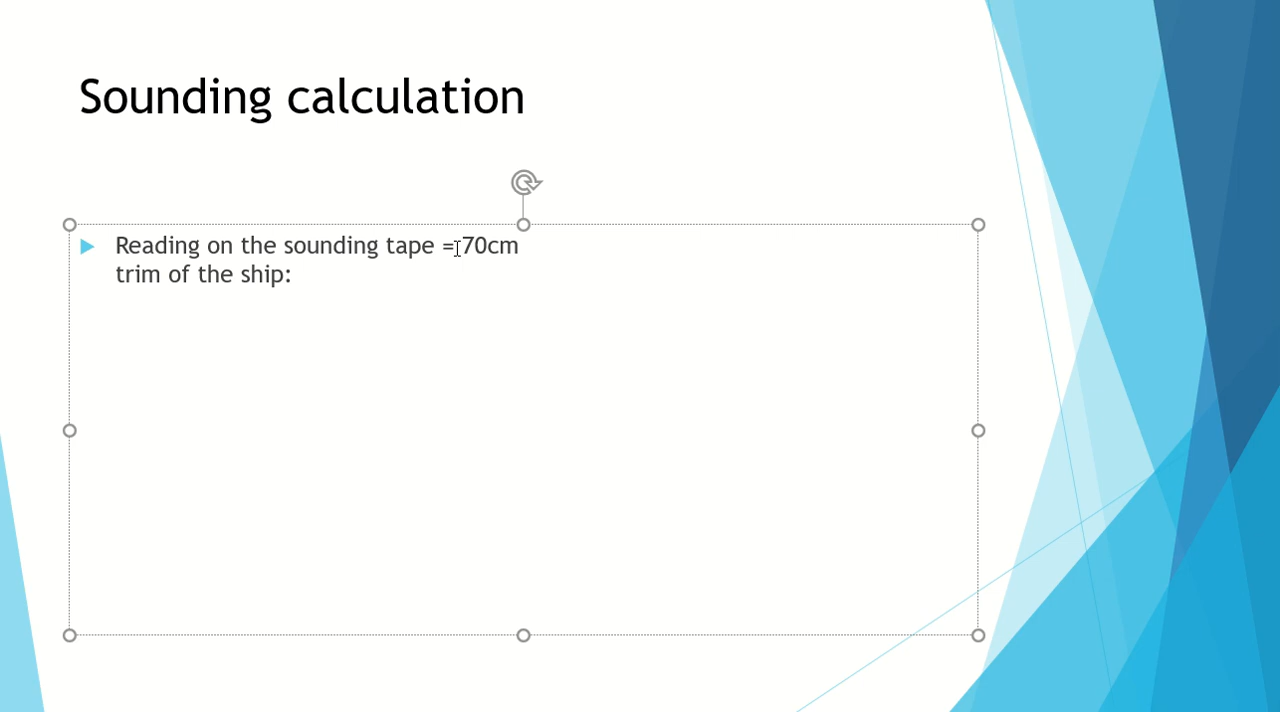 Sounding calculation
Reading on the sounding tape = 70cm
trim of the ship: